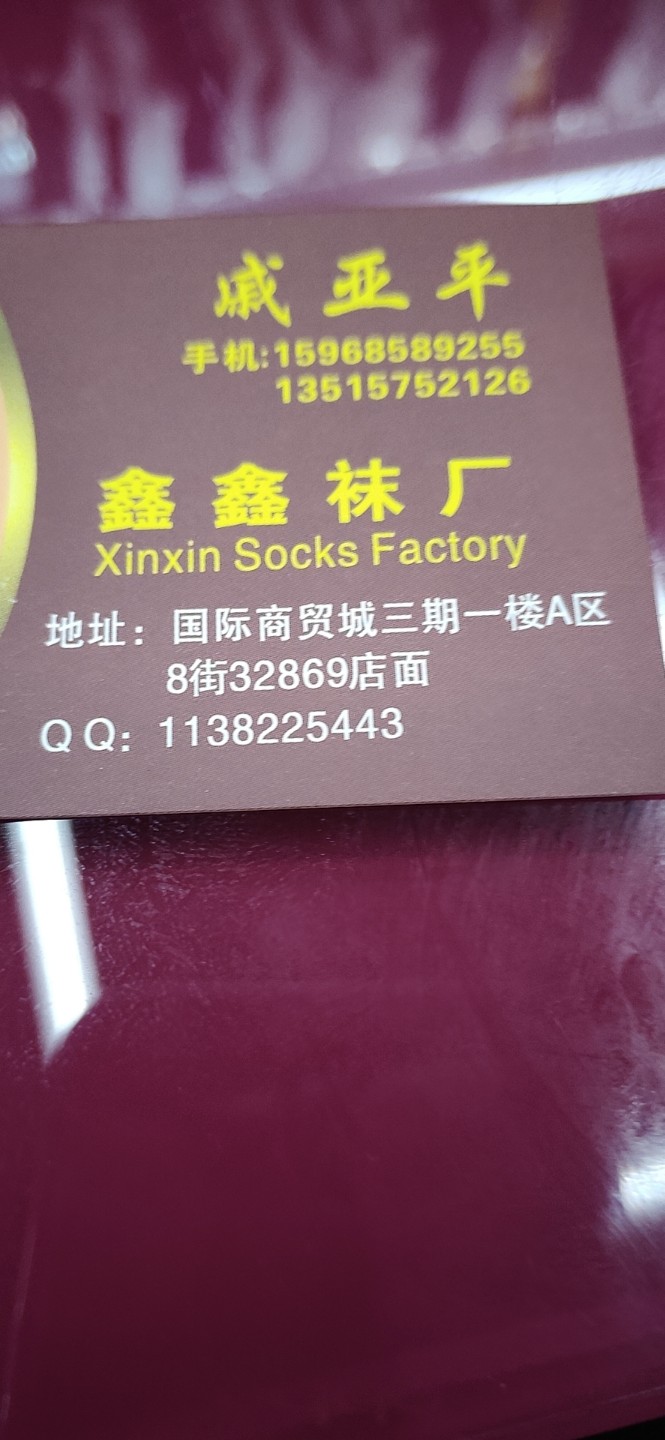 戚亚平
手机:15968589255
13515752126
鑫鑫袜厂
Xinxin Socks Factory
地址：国际商贸城三期一楼A区
8街32869店面
QQ：1138225443